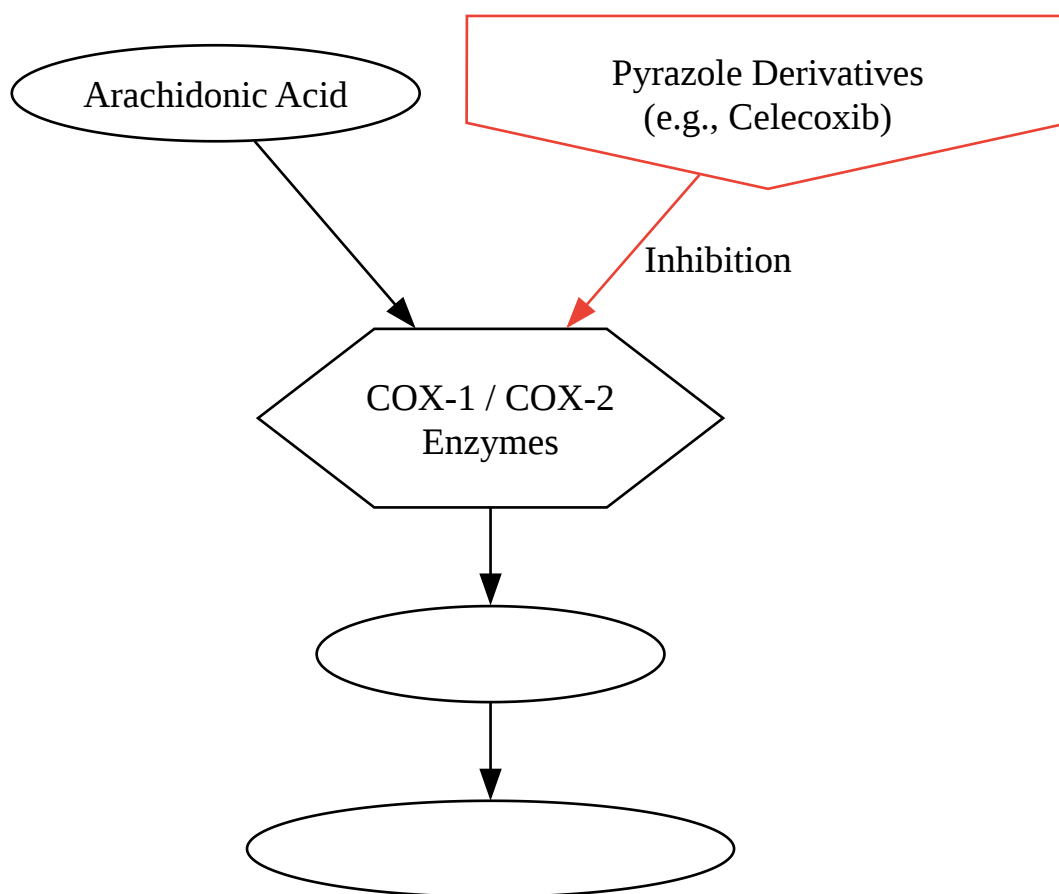 Arachidonic Acid
Pyrazole Derivatives
(e.g., Celecoxib)
Inhibition
COX-1 / COX-2
Enzymes